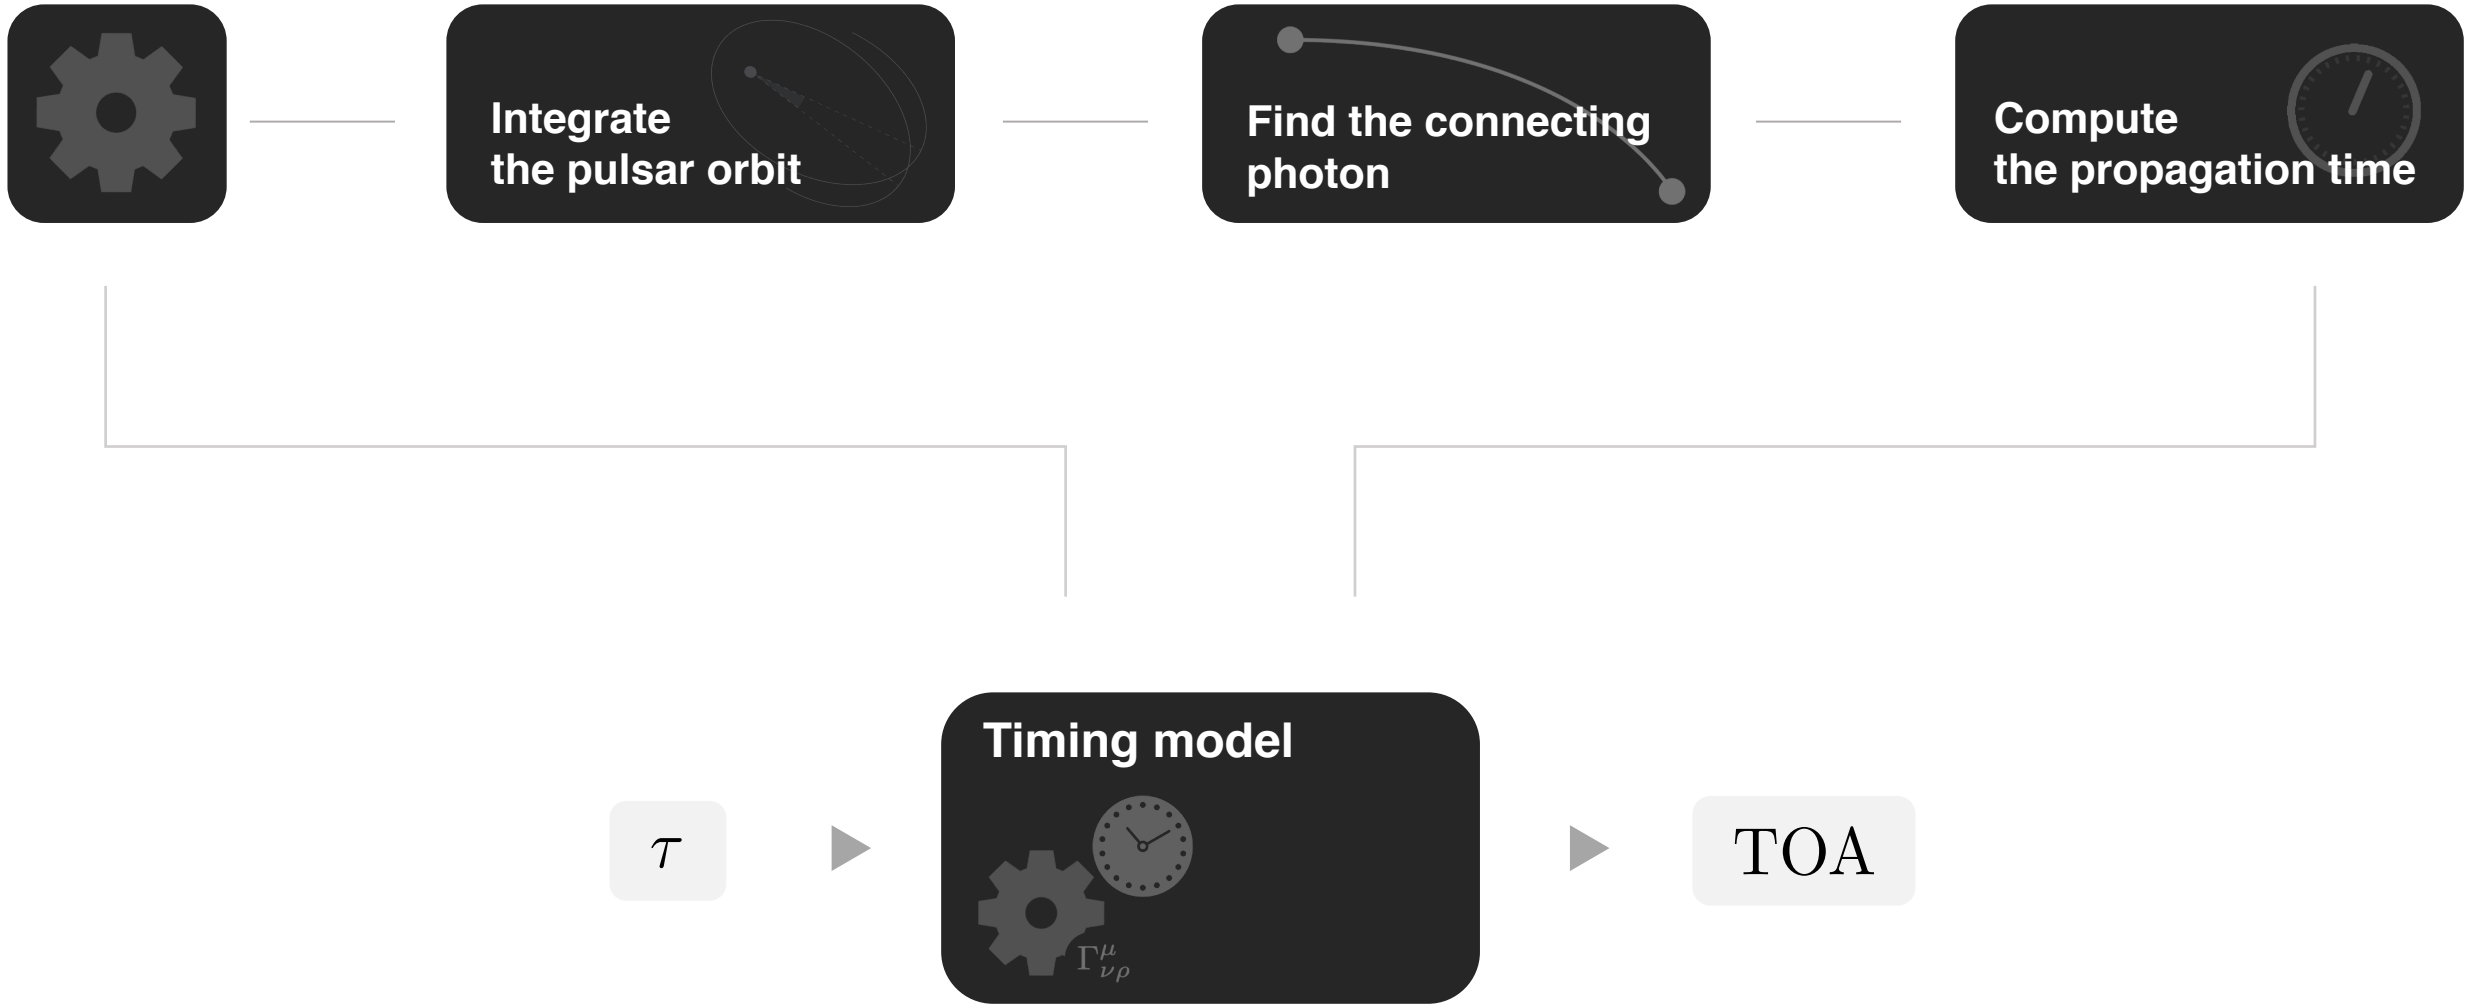 Integrate
the pulsar orbit
Find the connecting
photon
Compute
the propagation time
Timing model
τ
TOA
Γ^μ_νρ